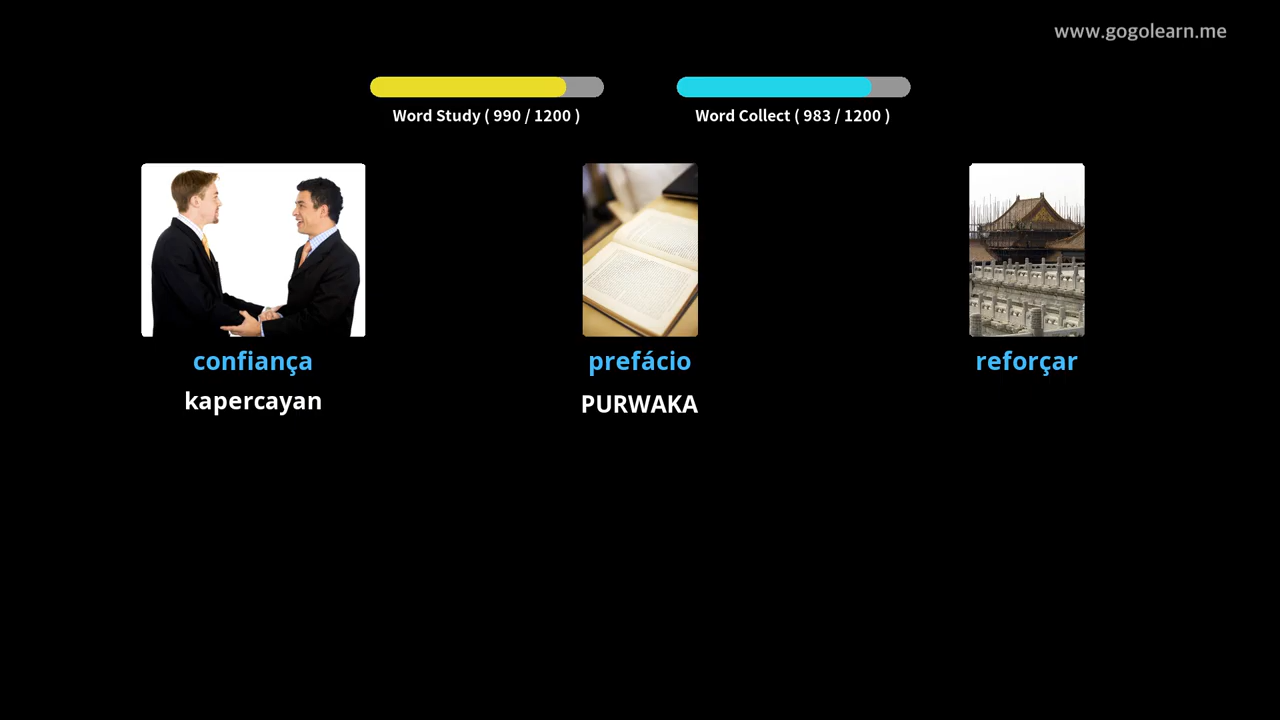 www.gogolearn.me
Word Study ( 990 / 1200 )
Word Collect ( 983 / 1200 )
confiança
prefácio
reforçar
kapercayan
PURWAKA